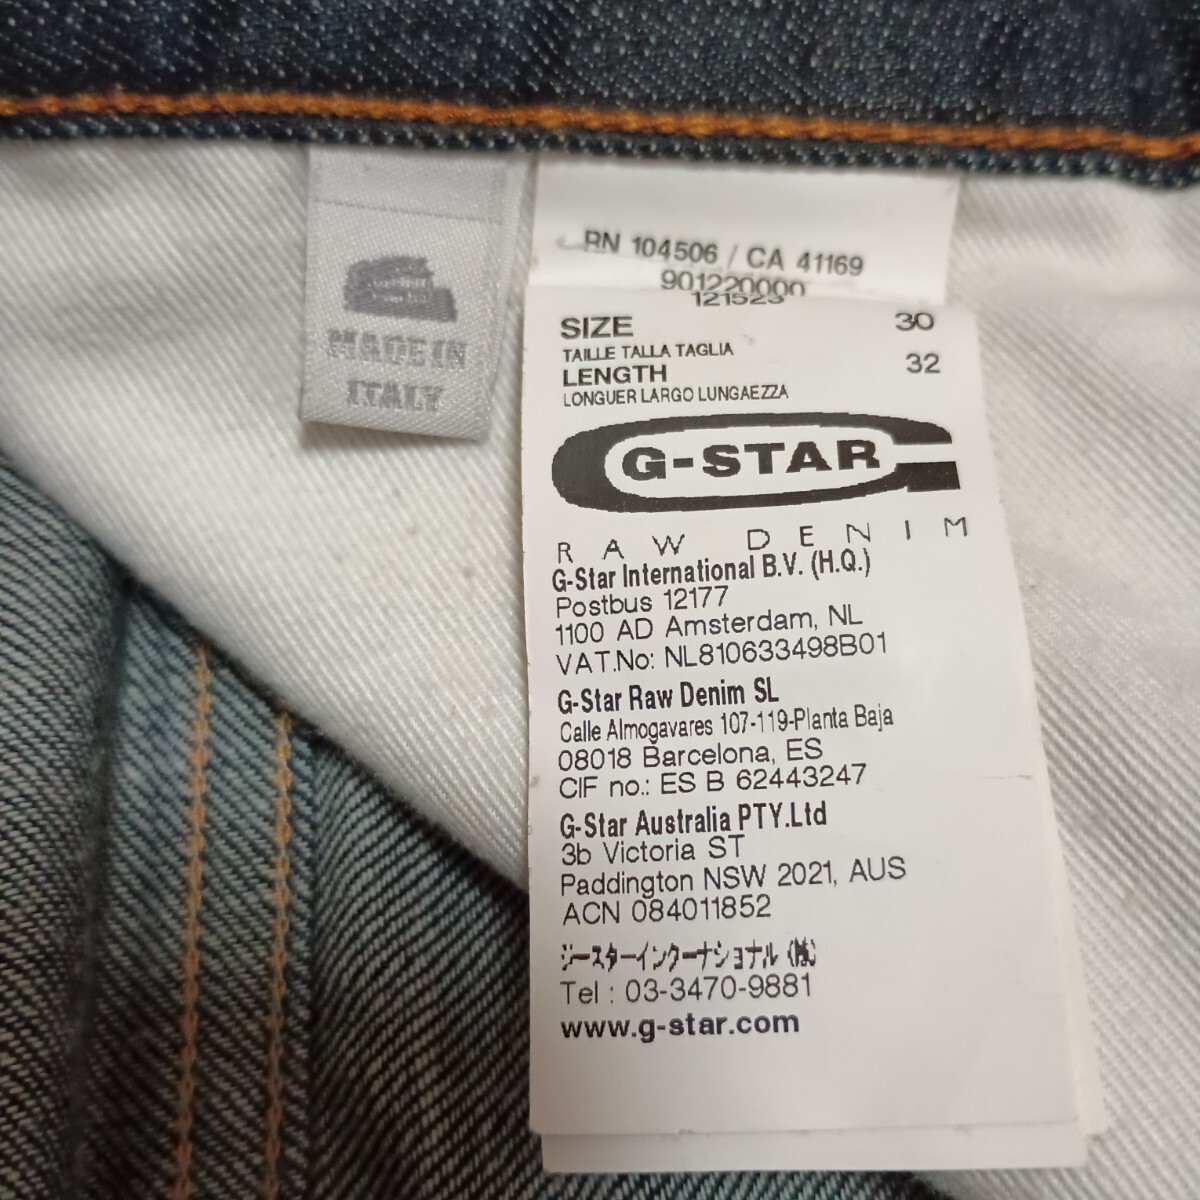 MADE IN
ITALY
RN 104506 / CA 41169
901220000
121523
SIZE 30
TAILLE TALLA TAGLIA
LENGTH 32
LONGUER LARGO LUNGAEZZA
G-STAR
RAW DENIM
G-Star International B.V. (H.Q.)
Postbus 12177
1100 AD Amsterdam, NL
VAT.No: NL810633498B01
G-Star Raw Denim SL
Calle Almogavares 107-119-Planta Baja
08018 Barcelona, ES
CIF no.: ES B 62443247
G-Star Australia PTY.Ltd
3b Victoria ST
Paddington NSW 2021, AUS
ACN 084011852
ジースターインターナショナル (株)
Tel : 03-3470-9881
www.g-star.com